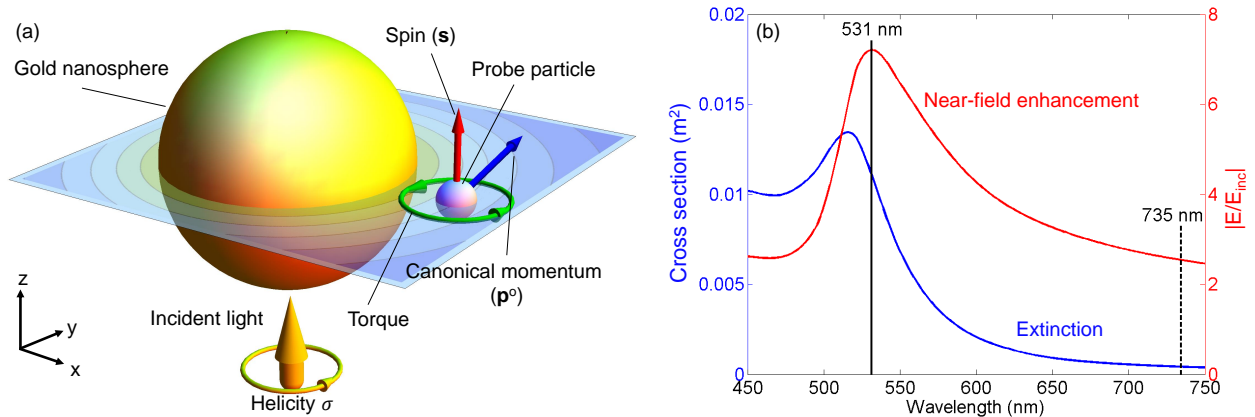 (a)
Gold nanosphere
Spin (s)
Probe particle
Canonical momentum
(pᵒ)
Torque
Incident light
Helicity σ
z
y
x
(b)
531 nm
735 nm
Near-field enhancement
Extinction
Cross section (m²)
0.02
0.015
0.01
0.005
0
|E/E_inc|
8
6
4
2
0
450
500
550
600
650
700
750
Wavelength (nm)